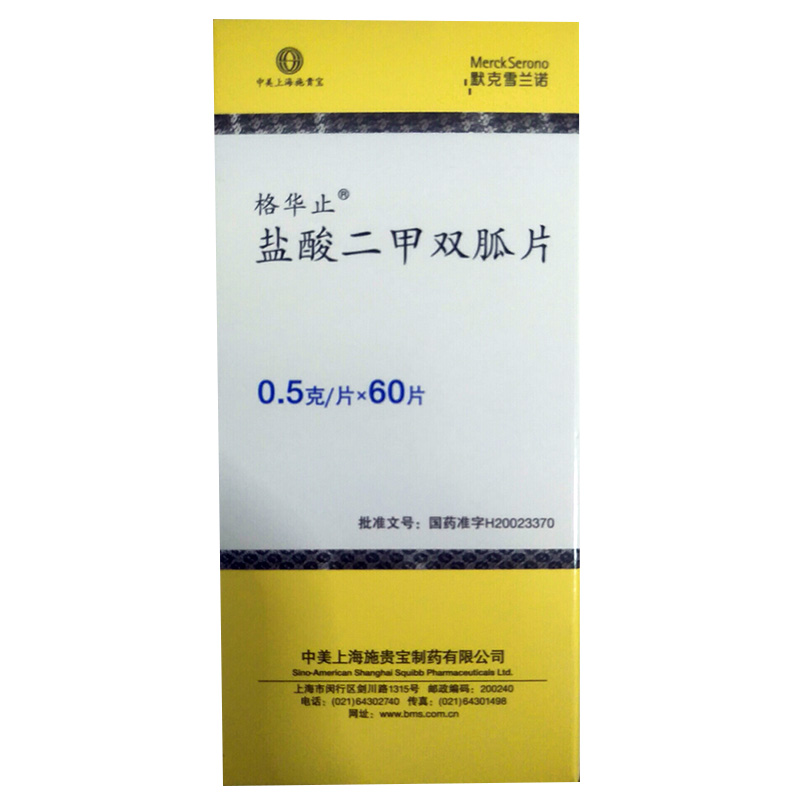 中美上海施贵宝
MerckSerono
默克雪兰诺
格华止®
盐酸二甲双胍片
0.5克/片×60片
批准文号：国药准字H20023370
中美上海施贵宝制药有限公司
Sino-American Shanghai Squibb Pharmaceuticals Ltd.
上海市闵行区剑川路1315号 邮政编码：200240
电话：(021)64302740 传真：(021)64301498
网址：www.bms.com.cn